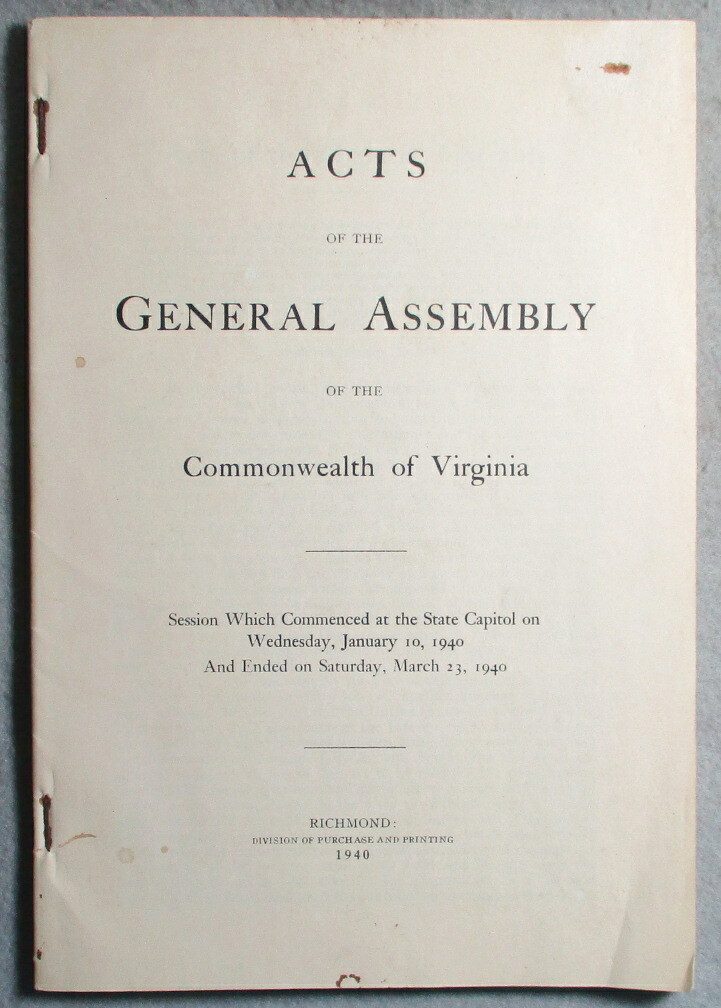 ACTS
OF THE
GENERAL ASSEMBLY
OF THE
Commonwealth of Virginia
Session Which Commenced at the State Capitol on
Wednesday, January 10, 1940
And Ended on Saturday, March 23, 1940
RICHMOND:
DIVISION OF PURCHASE AND PRINTING
1940